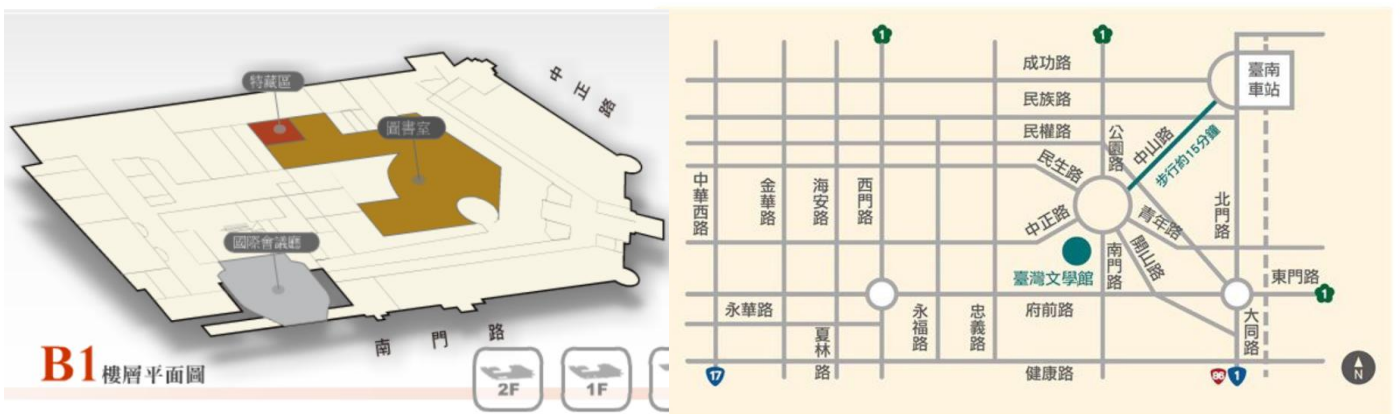 特藏區
圖書室
國際會議廳
中正路
南門路
B1 樓層平面圖
2F
1F
1
1
成功路
臺南
車站
民族路
民權路
公園路
中山路
步行約15分鐘
民生路
中華西路
金華路
海安路
西門路
北門路
中正路
青年路
開山路
南門路
臺灣文學館
東門路
1
永華路
府前路
永福路
忠義路
大同路
夏林路
健康路
17
86
1
N